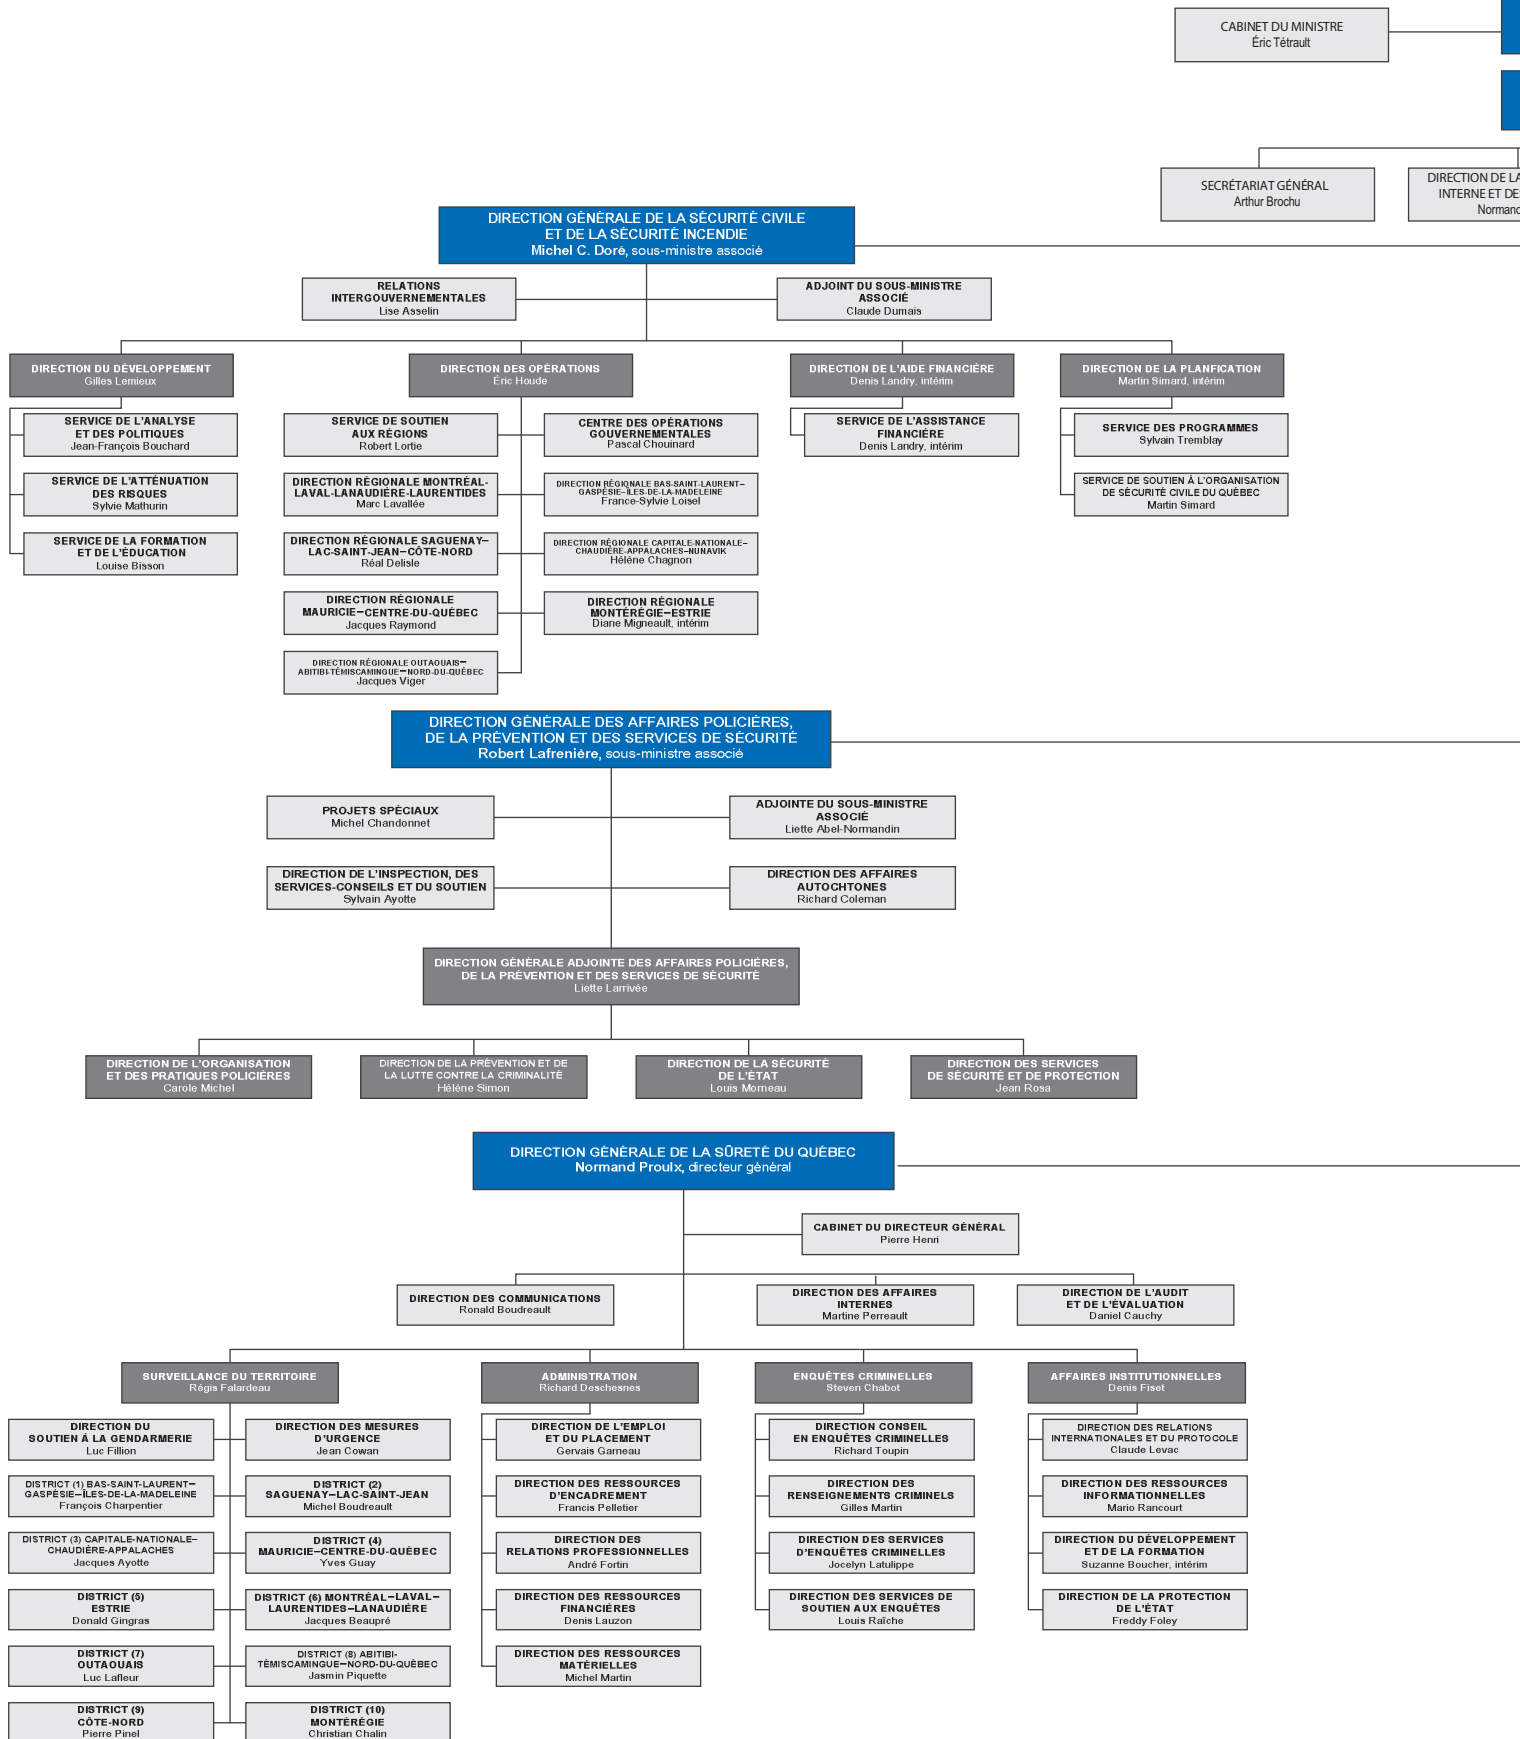 CABINET DU MINISTRE
Éric Tétrault
SECRÉTARIAT GÉNÉRAL
Arthur Brochu
DIRECTION DE LA
INTERNE ET DE
Normand
DIRECTION GÉNÉRALE DE LA SÉCURITÉ CIVILE
ET DE LA SÉCURITÉ INCENDIE
Michel C. Doré, sous-ministre associé
RELATIONS
INTERGOUVERNEMENTALES
Lise Asselin
ADJOINT DU SOUS-MINISTRE
ASSOCIÉ
Claude Dumais
DIRECTION DU DÉVELOPPEMENT
Gilles Lemieux
SERVICE DE L'ANALYSE
ET DES POLITIQUES
Jean-François Bouchard
SERVICE DE L'ATTÉNUATION
DES RISQUES
Sylvie Mathurin
SERVICE DE LA FORMATION
ET DE L'ÉDUCATION
Louise Bisson
DIRECTION DES OPÉRATIONS
Éric Houde
SERVICE DE SOUTIEN
AUX RÉGIONS
Robert Lortie
CENTRE DES OPÉRATIONS
GOUVERNEMENTALES
Pascal Chouinard
DIRECTION RÉGIONALE MONTRÉAL-
LAVAL-LANAUDIÈRE-LAURENTIDES
Marc Lavallée
DIRECTION RÉGIONALE BAS-SAINT-LAURENT–
GASPÉSIE–ÎLES-DE-LA-MADELEINE
France-Sylvie Loisel
DIRECTION RÉGIONALE SAGUENAY–
LAC-SAINT-JEAN–CÔTE-NORD
Réal Delisle
DIRECTION RÉGIONALE CAPITALE-NATIONALE–
CHAUDIÈRE-APPALACHES–NUNAVIK
Hélène Chagnon
DIRECTION RÉGIONALE
MAURICIE–CENTRE-DU-QUÉBEC
Jacques Raymond
DIRECTION RÉGIONALE
MONTÉRÉGIE–ESTRIE
Diane Migneault, intérim
DIRECTION RÉGIONALE OUTAOUAIS–
ABITIBI-TÉMISCAMINGUE–NORD-DU-QUÉBEC
Jacques Viger
DIRECTION DE L'AIDE FINANCIÈRE
Denis Landry, intérim
SERVICE DE L'ASSISTANCE
FINANCIÈRE
Denis Landry, intérim
DIRECTION DE LA PLANFICATION
Martin Simard, intérim
SERVICE DES PROGRAMMES
Sylvain Tremblay
SERVICE DE SOUTIEN À L'ORGANISATION
DE SÉCURITÉ CIVILE DU QUÉBEC
Martin Simard
DIRECTION GÉNÉRALE DES AFFAIRES POLICIÈRES,
DE LA PRÉVENTION ET DES SERVICES DE SÉCURITÉ
Robert Lafrenière, sous-ministre associé
PROJETS SPÉCIAUX
Michel Chandonnet
ADJOINTE DU SOUS-MINISTRE
ASSOCIÉ
Liette Abel-Normandin
DIRECTION DE L'INSPECTION, DES
SERVICES-CONSEILS ET DU SOUTIEN
Sylvain Ayotte
DIRECTION DES AFFAIRES
AUTOCHTONES
Richard Coleman
DIRECTION GÉNÉRALE ADJOINTE DES AFFAIRES POLICIÈRES,
DE LA PRÉVENTION ET DES SERVICES DE SÉCURITÉ
Liette Larrivée
DIRECTION DE L'ORGANISATION
ET DES PRATIQUES POLICIÈRES
Carole Michel
DIRECTION DE LA PRÉVENTION ET DE
LA LUTTE CONTRE LA CRIMINALITÉ
Hélène Simon
DIRECTION DE LA SÉCURITÉ
DE L'ÉTAT
Louis Morneau
DIRECTION DES SERVICES
DE SÉCURITÉ ET DE PROTECTION
Jean Rosa
DIRECTION GÉNÉRALE DE LA SÛRETÉ DU QUÉBEC
Normand Proulx, directeur général
CABINET DU DIRECTEUR GÉNÉRAL
Pierre Henri
DIRECTION DES COMMUNICATIONS
Ronald Boudreault
DIRECTION DES AFFAIRES
INTERNES
Martine Perreault
DIRECTION DE L'AUDIT
ET DE L'ÉVALUATION
Daniel Cauchy
SURVEILLANCE DU TERRITOIRE
Régis Falardeau
DIRECTION DU
SOUTIEN À LA GENDARMERIE
Luc Fillion
DIRECTION DES MESURES
D'URGENCE
Jean Cowan
DISTRICT (1) BAS-SAINT-LAURENT–
GASPÉSIE–ÎLES-DE-LA-MADELEINE
François Charpentier
DISTRICT (2)
SAGUENAY–LAC-SAINT-JEAN
Michel Boudreault
DISTRICT (3) CAPITALE-NATIONALE–
CHAUDIÈRE-APPALACHES
Jacques Ayotte
DISTRICT (4)
MAURICIE–CENTRE-DU-QUÉBEC
Yves Guay
DISTRICT (5)
ESTRIE
Donald Gingras
DISTRICT (6) MONTRÉAL–LAVAL–
LAURENTIDES–LANAUDIÈRE
Jacques Beaupré
DISTRICT (7)
OUTAOUAIS
Luc Lafleur
DISTRICT (8) ABITIBI-
TÉMISCAMINGUE–NORD-DU-QUÉBEC
Jasmin Piquette
DISTRICT (9)
CÔTE-NORD
Pierre Pinel
DISTRICT (10)
MONTÉRÉGIE
Christian Chalin
ADMINISTRATION
Richard Deschesnes
DIRECTION DE L'EMPLOI
ET DU PLACEMENT
Gervais Garneau
DIRECTION DES RESSOURCES
D'ENCADREMENT
Francis Pelletier
DIRECTION DES
RELATIONS PROFESSIONNELLES
André Fortin
DIRECTION DES RESSOURCES
FINANCIÈRES
Denis Lauzon
DIRECTION DES RESSOURCES
MATÉRIELLES
Michel Martin
ENQUÊTES CRIMINELLES
Steven Chabot
DIRECTION CONSEIL
EN ENQUÊTES CRIMINELLES
Richard Toupin
DIRECTION DES
RENSEIGNEMENTS CRIMINELS
Gilles Martin
DIRECTION DES SERVICES
D'ENQUÊTES CRIMINELLES
Jocelyn Latulippe
DIRECTION DES SERVICES DE
SOUTIEN AUX ENQUÊTES
Louis Raîche
AFFAIRES INSTITUTIONNELLES
Denis Fiset
DIRECTION DES RELATIONS
INTERNATIONALES ET DU PROTOCOLE
Claude Levac
DIRECTION DES RESSOURCES
INFORMATIONNELLES
Mario Rancourt
DIRECTION DU DÉVELOPPEMENT
ET DE LA FORMATION
Suzanne Boucher, intérim
DIRECTION DE LA PROTECTION
DE L'ÉTAT
Freddy Foley